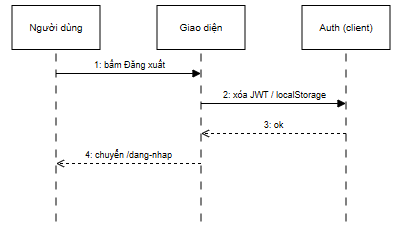 Người dùng
Giao diện
Auth (client)
1: bấm Đăng xuất
2: xóa JWT / localStorage
3: ok
4: chuyển /dang-nhap